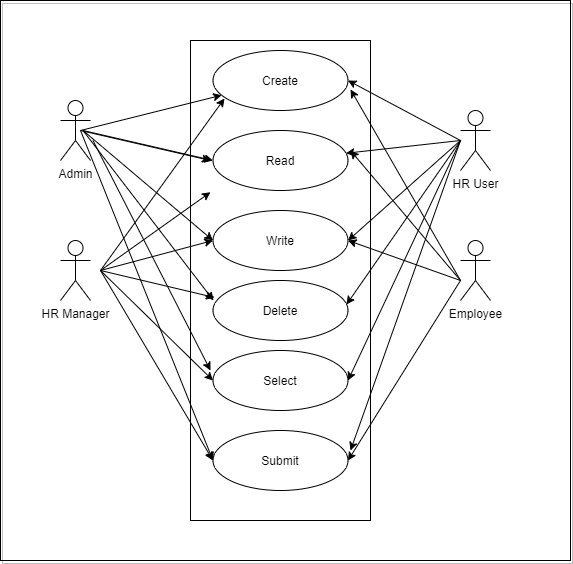 Create
Read
Admin
HR User
Write
HR Manager
Delete
Employee
Select
Submit